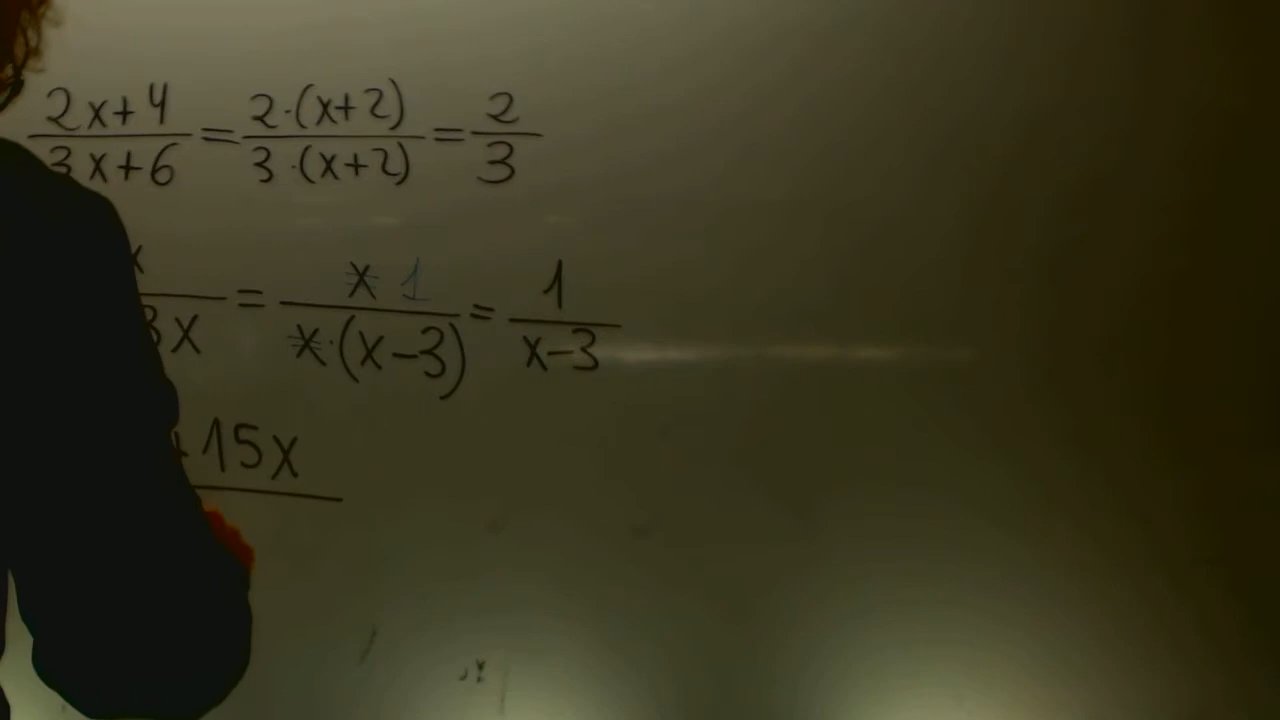 2x+4 / 3x+6 = 2·(x+2) / 3·(x+2) = 2 / 3
x / 3x = x 1 / x·(x-3) = 1 / x-3
+15x